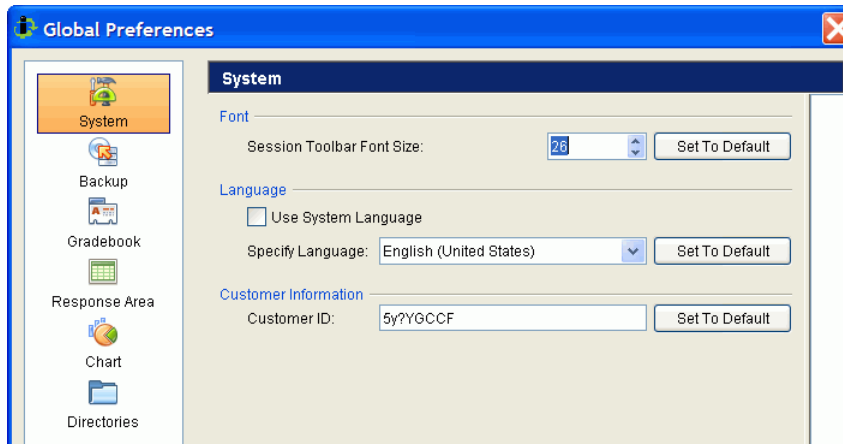 Global Preferences
System
Backup
Gradebook
Response Area
Chart
Directories
System
Font
Session Toolbar Font Size: 26 Set To Default
Language
Use System Language
Specify Language: English (United States) Set To Default
Customer Information
Customer ID: 5y?YGCCF Set To Default